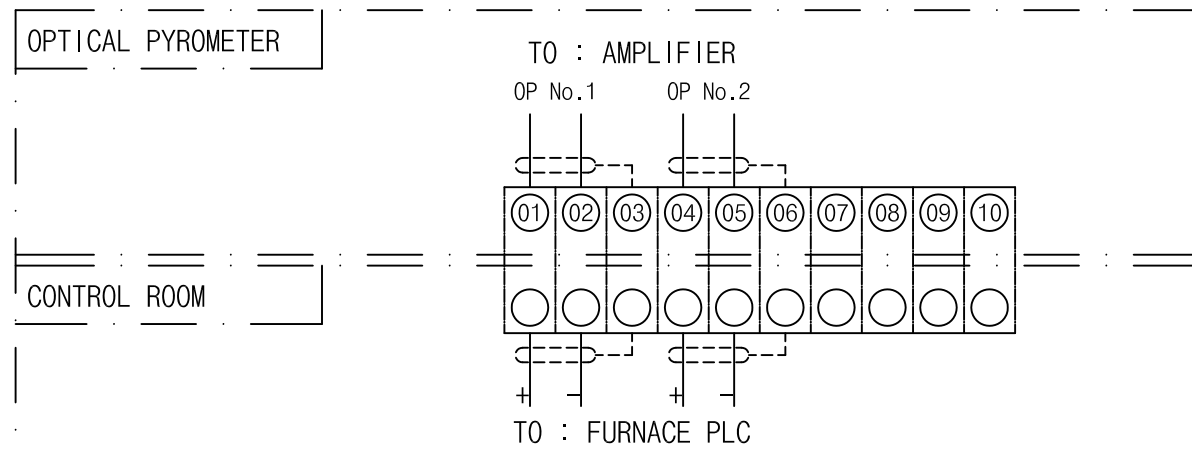 OPTICAL PYROMETER
TO : AMPLIFIER
OP No.1 OP No.2
01 02 03 04 05 06 07 08 09 10
CONTROL ROOM
+ - + -
TO : FURNACE PLC